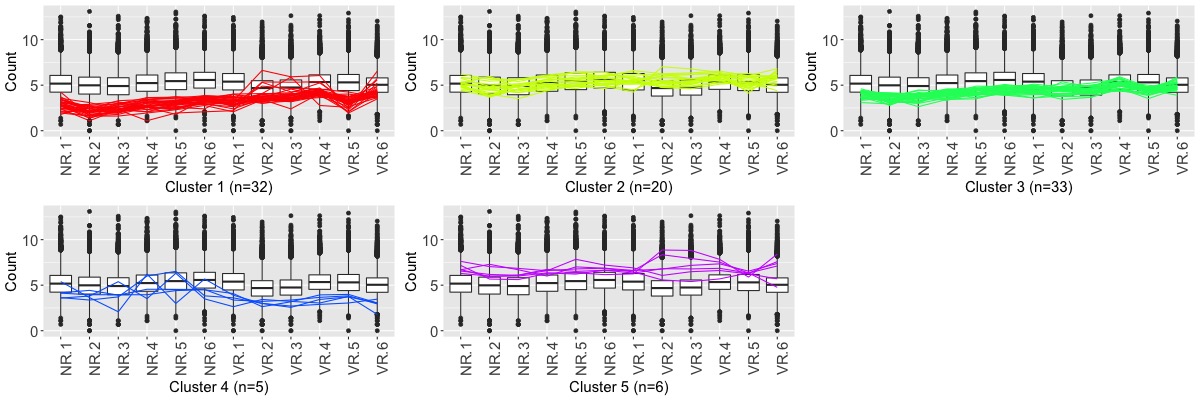 Count
10
5
0
NR.1
NR.2
NR.3
NR.4
NR.5
NR.6
VR.1
VR.2
VR.3
VR.4
VR.5
VR.6
Cluster 1 (n=32)
Count
10
5
0
NR.1
NR.2
NR.3
NR.4
NR.5
NR.6
VR.1
VR.2
VR.3
VR.4
VR.5
VR.6
Cluster 2 (n=20)
Count
10
5
0
NR.1
NR.2
NR.3
NR.4
NR.5
NR.6
VR.1
VR.2
VR.3
VR.4
VR.5
VR.6
Cluster 3 (n=33)
Count
10
5
0
NR.1
NR.2
NR.3
NR.4
NR.5
NR.6
VR.1
VR.2
VR.3
VR.4
VR.5
VR.6
Cluster 4 (n=5)
Count
10
5
0
NR.1
NR.2
NR.3
NR.4
NR.5
NR.6
VR.1
VR.2
VR.3
VR.4
VR.5
VR.6
Cluster 5 (n=6)